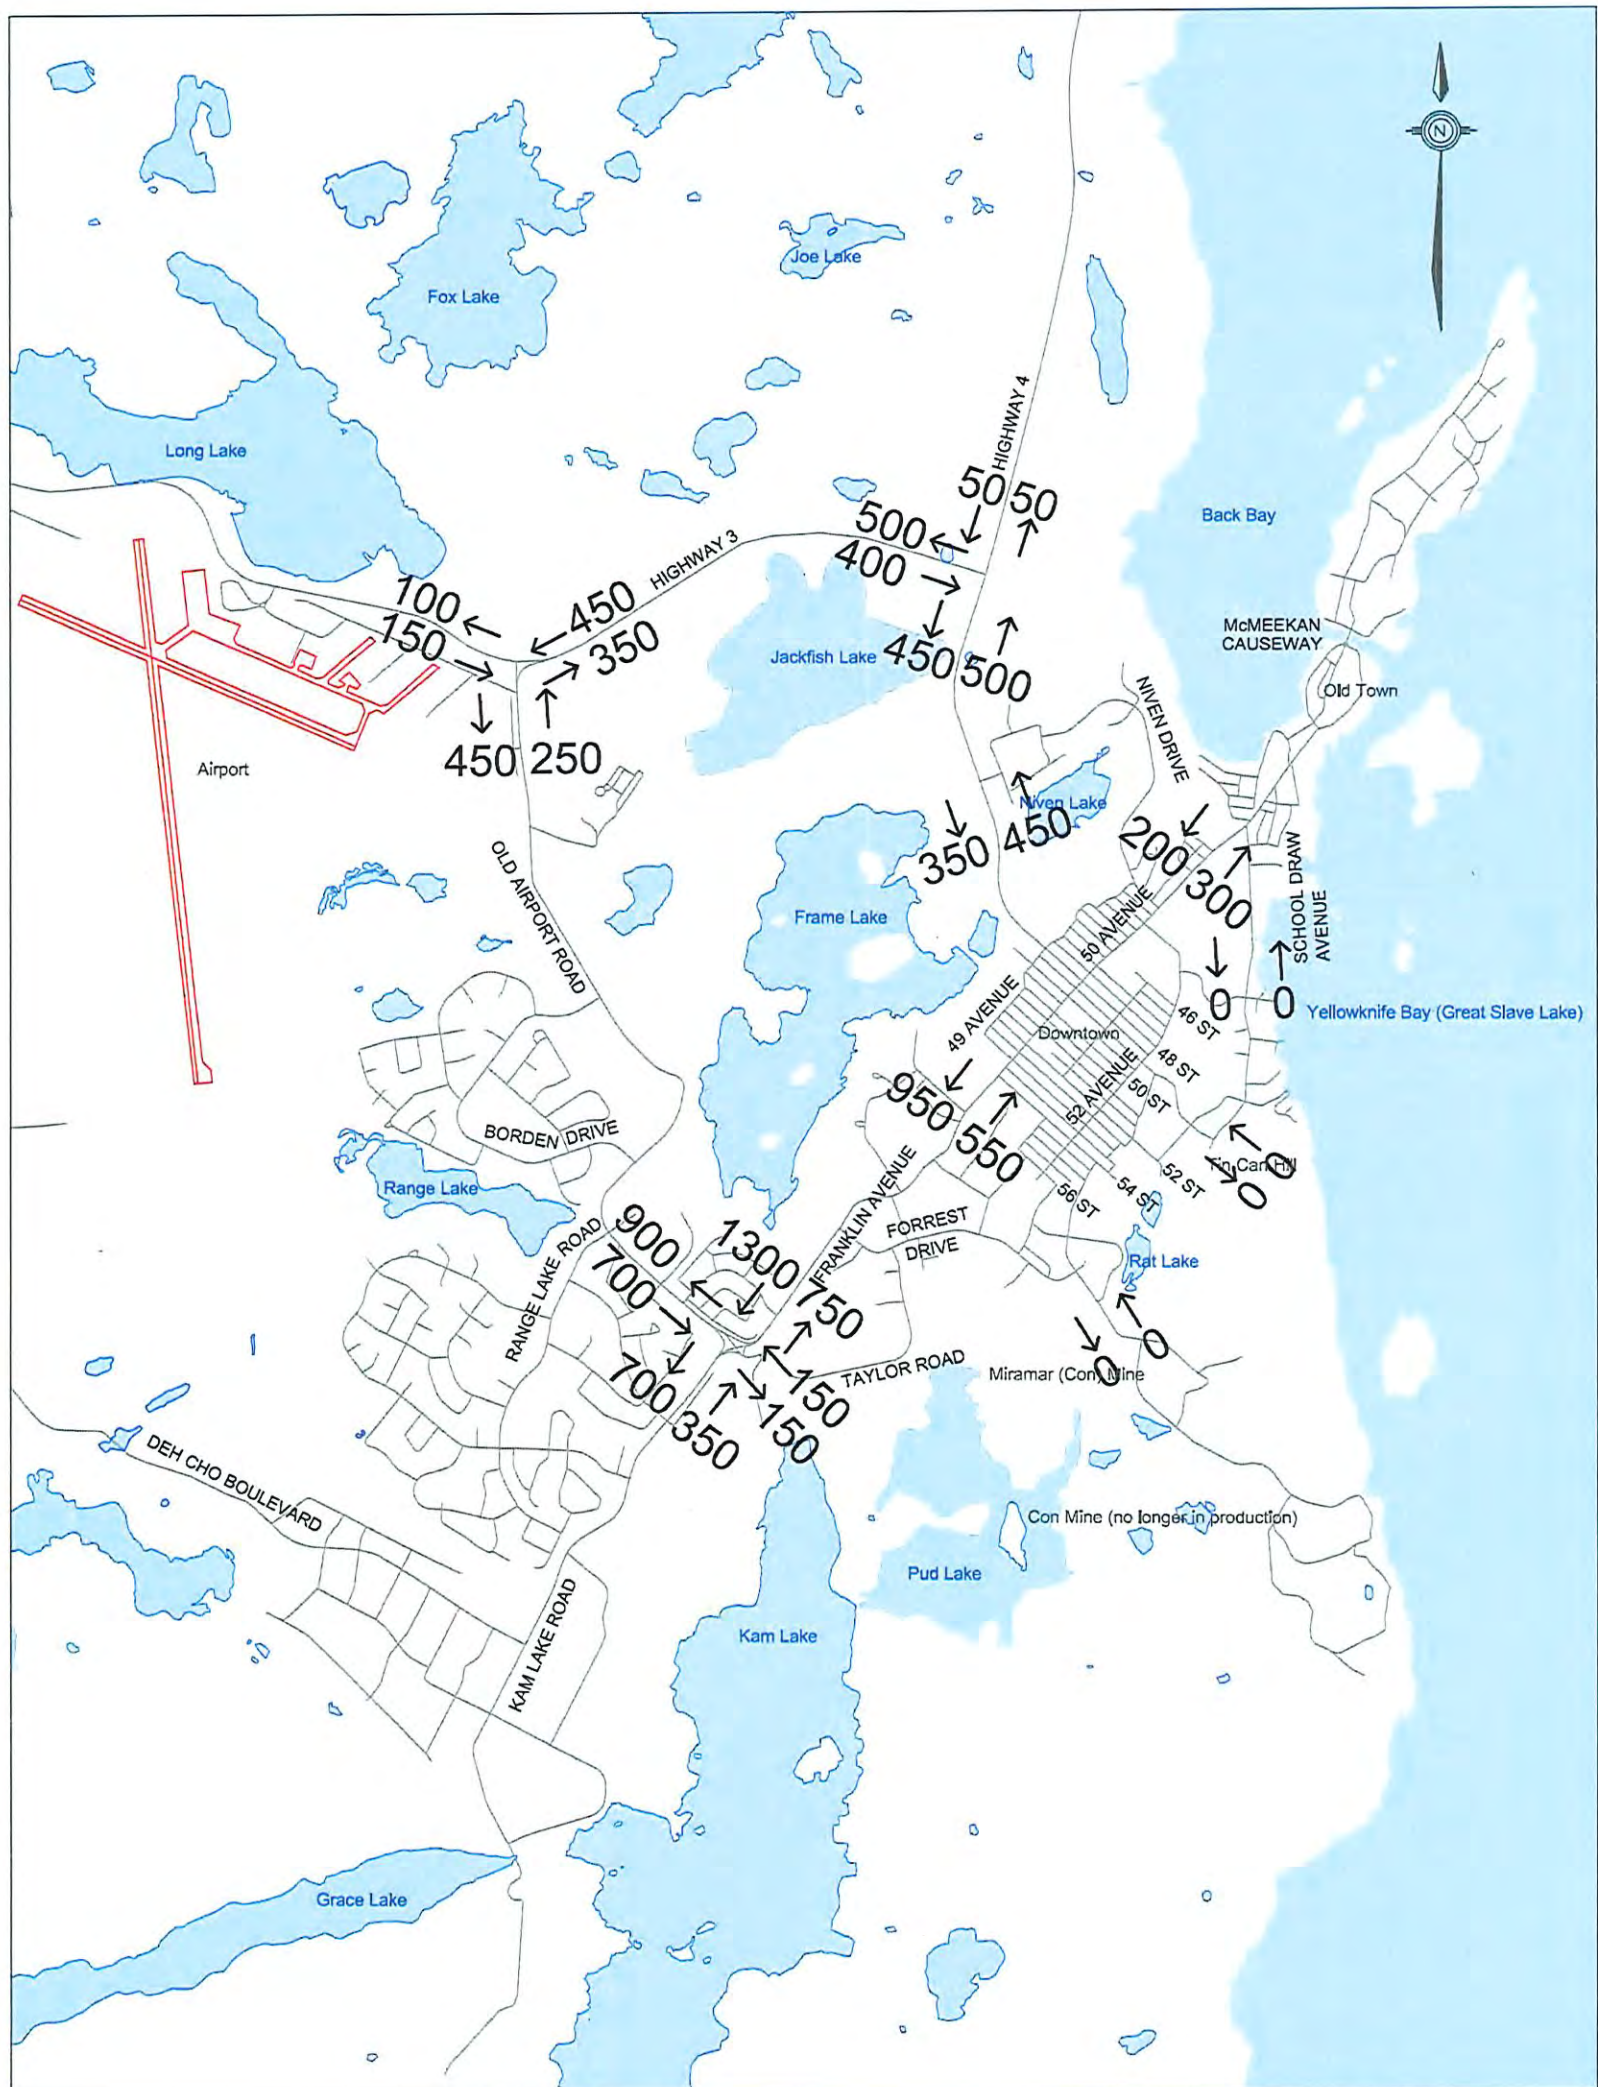 N
Joe Lake
Fox Lake
HIGHWAY 4
Long Lake
50 50
Back Bay
500
HIGHWAY 3
400
100
450
150
350
McMEEKAN
CAUSEWAY
Jackfish Lake
450 500
Old Town
NIVEN DRIVE
450 250
Airport
Niven Lake
350 450
200
300
OLD AIRPORT ROAD
SCHOOL DRAW
AVENUE
Frame Lake
50 AVENUE
49 AVENUE
0 0
Yellowknife Bay (Great Slave Lake)
46 ST
Downtown
48 ST
52 AVENUE
50 ST
950
550
BORDEN DRIVE
Tin Can Hill
0
0
52 ST
54 ST
56 ST
Range Lake
FRANKLIN AVENUE
FORREST
DRIVE
RANGE LAKE ROAD
900
1300
700
750
Rat Lake
0
0
TAYLOR ROAD
Miramar (Con) Mine
700
350
150
150
DEH CHO BOULEVARD
Con Mine (no longer in production)
Pud Lake
KAM LAKE ROAD
Kam Lake
Grace Lake